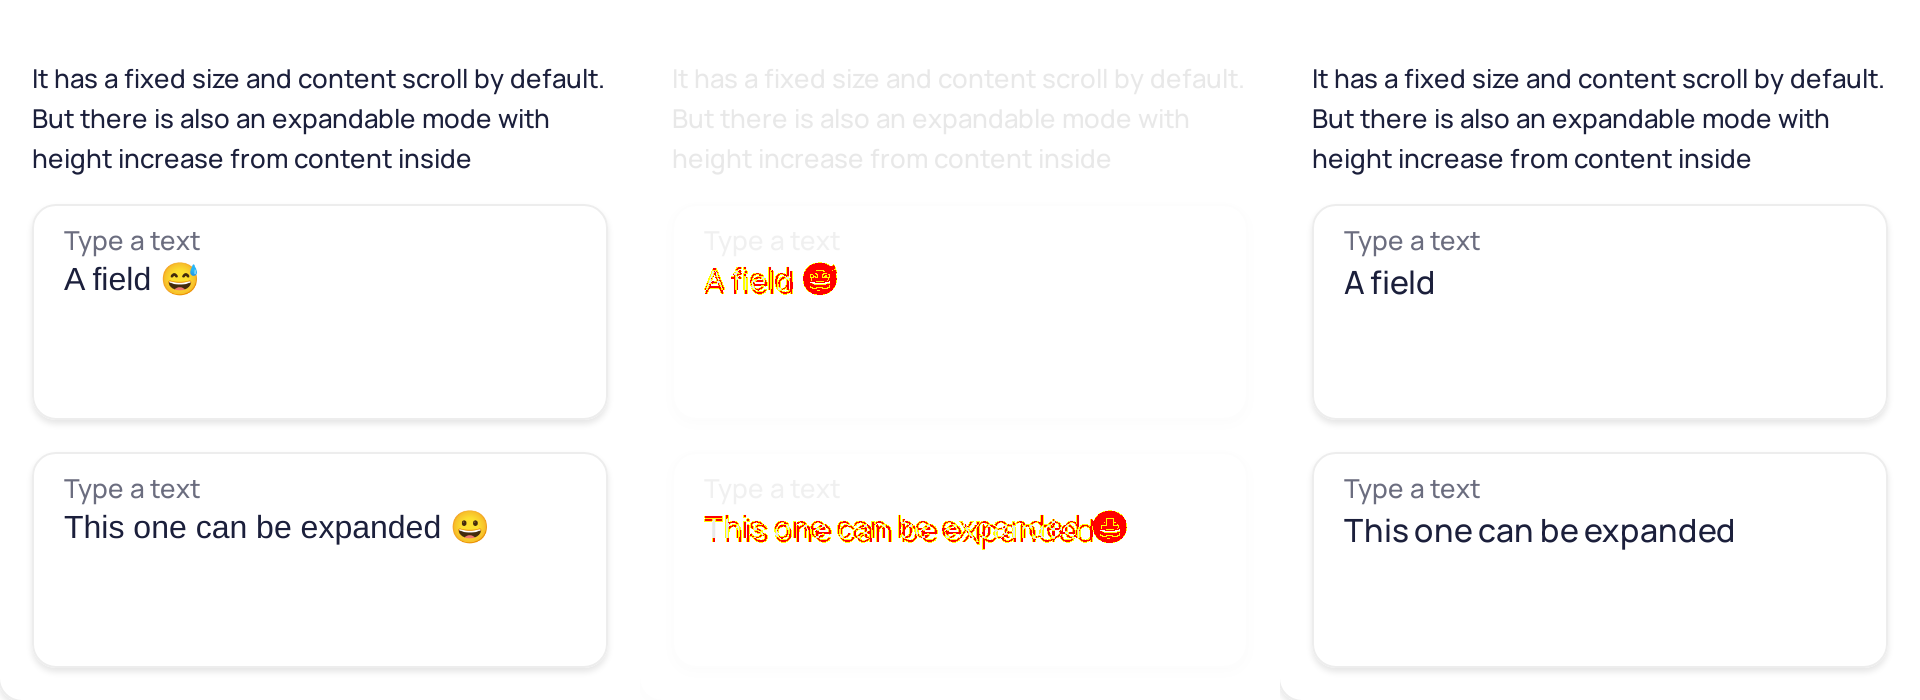 It has a fixed size and content scroll by default.
But there is also an expandable mode with
height increase from content inside
Type a text
A field 😅
Type a text
This one can be expanded 😀
It has a fixed size and content scroll by default.
But there is also an expandable mode with
height increase from content inside
Type a text
A field
Type a text
This one can be expanded
It has a fixed size and content scroll by default.
But there is also an expandable mode with
height increase from content inside
Type a text
A field
Type a text
This one can be expanded